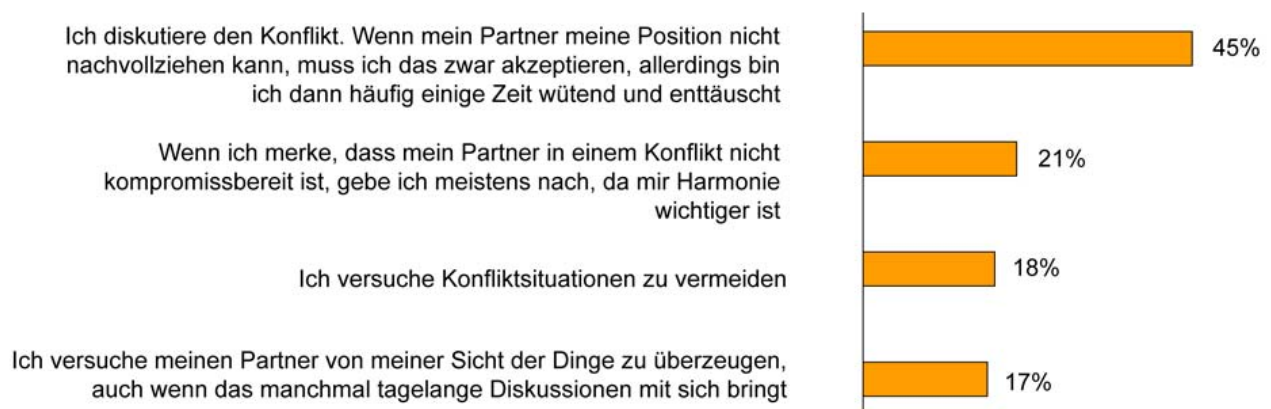 Ich diskutiere den Konflikt. Wenn mein Partner meine Position nicht
nachvollziehen kann, muss ich das zwar akzeptieren, allerdings bin
ich dann häufig einige Zeit wütend und enttäuscht
45%
Wenn ich merke, dass mein Partner in einem Konflikt nicht
kompromissbereit ist, gebe ich meistens nach, da mir Harmonie
wichtiger ist
21%
Ich versuche Konfliktsituationen zu vermeiden
18%
Ich versuche meinen Partner von meiner Sicht der Dinge zu überzeugen,
auch wenn das manchmal tagelange Diskussionen mit sich bringt
17%